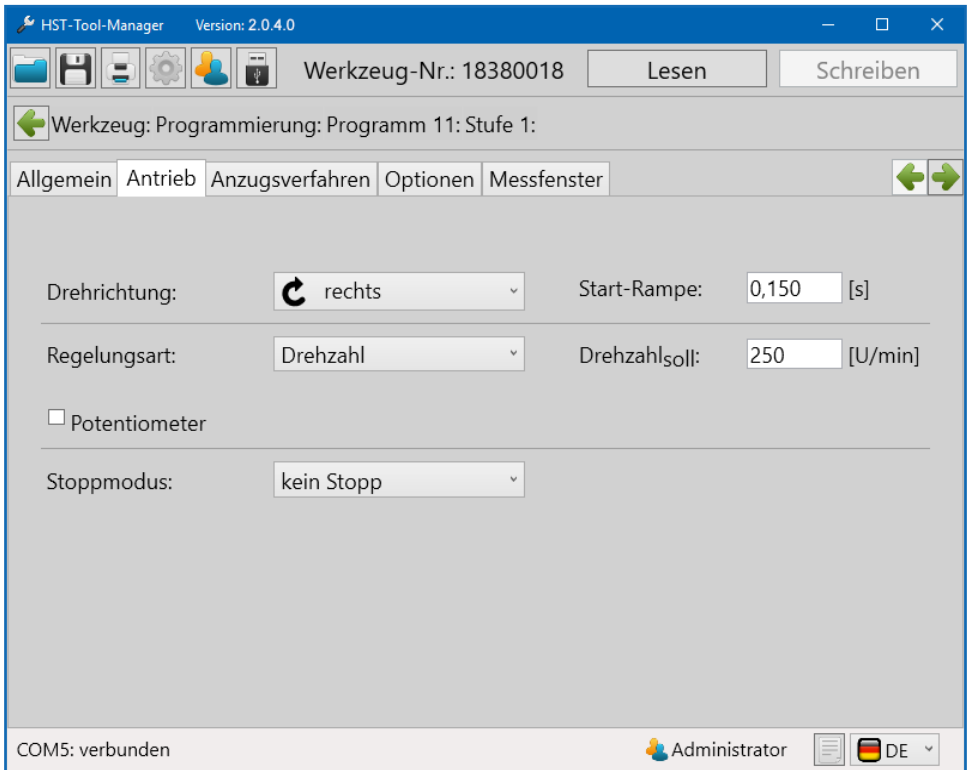 HST-Tool-Manager Version: 2.0.4.0
Werkzeug-Nr.: 18380018 Lesen Schreiben
Werkzeug: Programmierung: Programm 11: Stufe 1:
Allgemein Antrieb Anzugsverfahren Optionen Messfenster
Drehrichtung: rechts Start-Rampe: 0,150 [s]
Regelungsart: Drehzahl Drehzahlsoll: 250 [U/min]
Potentiometer
Stoppmodus: kein Stopp
COM5: verbunden Administrator DE